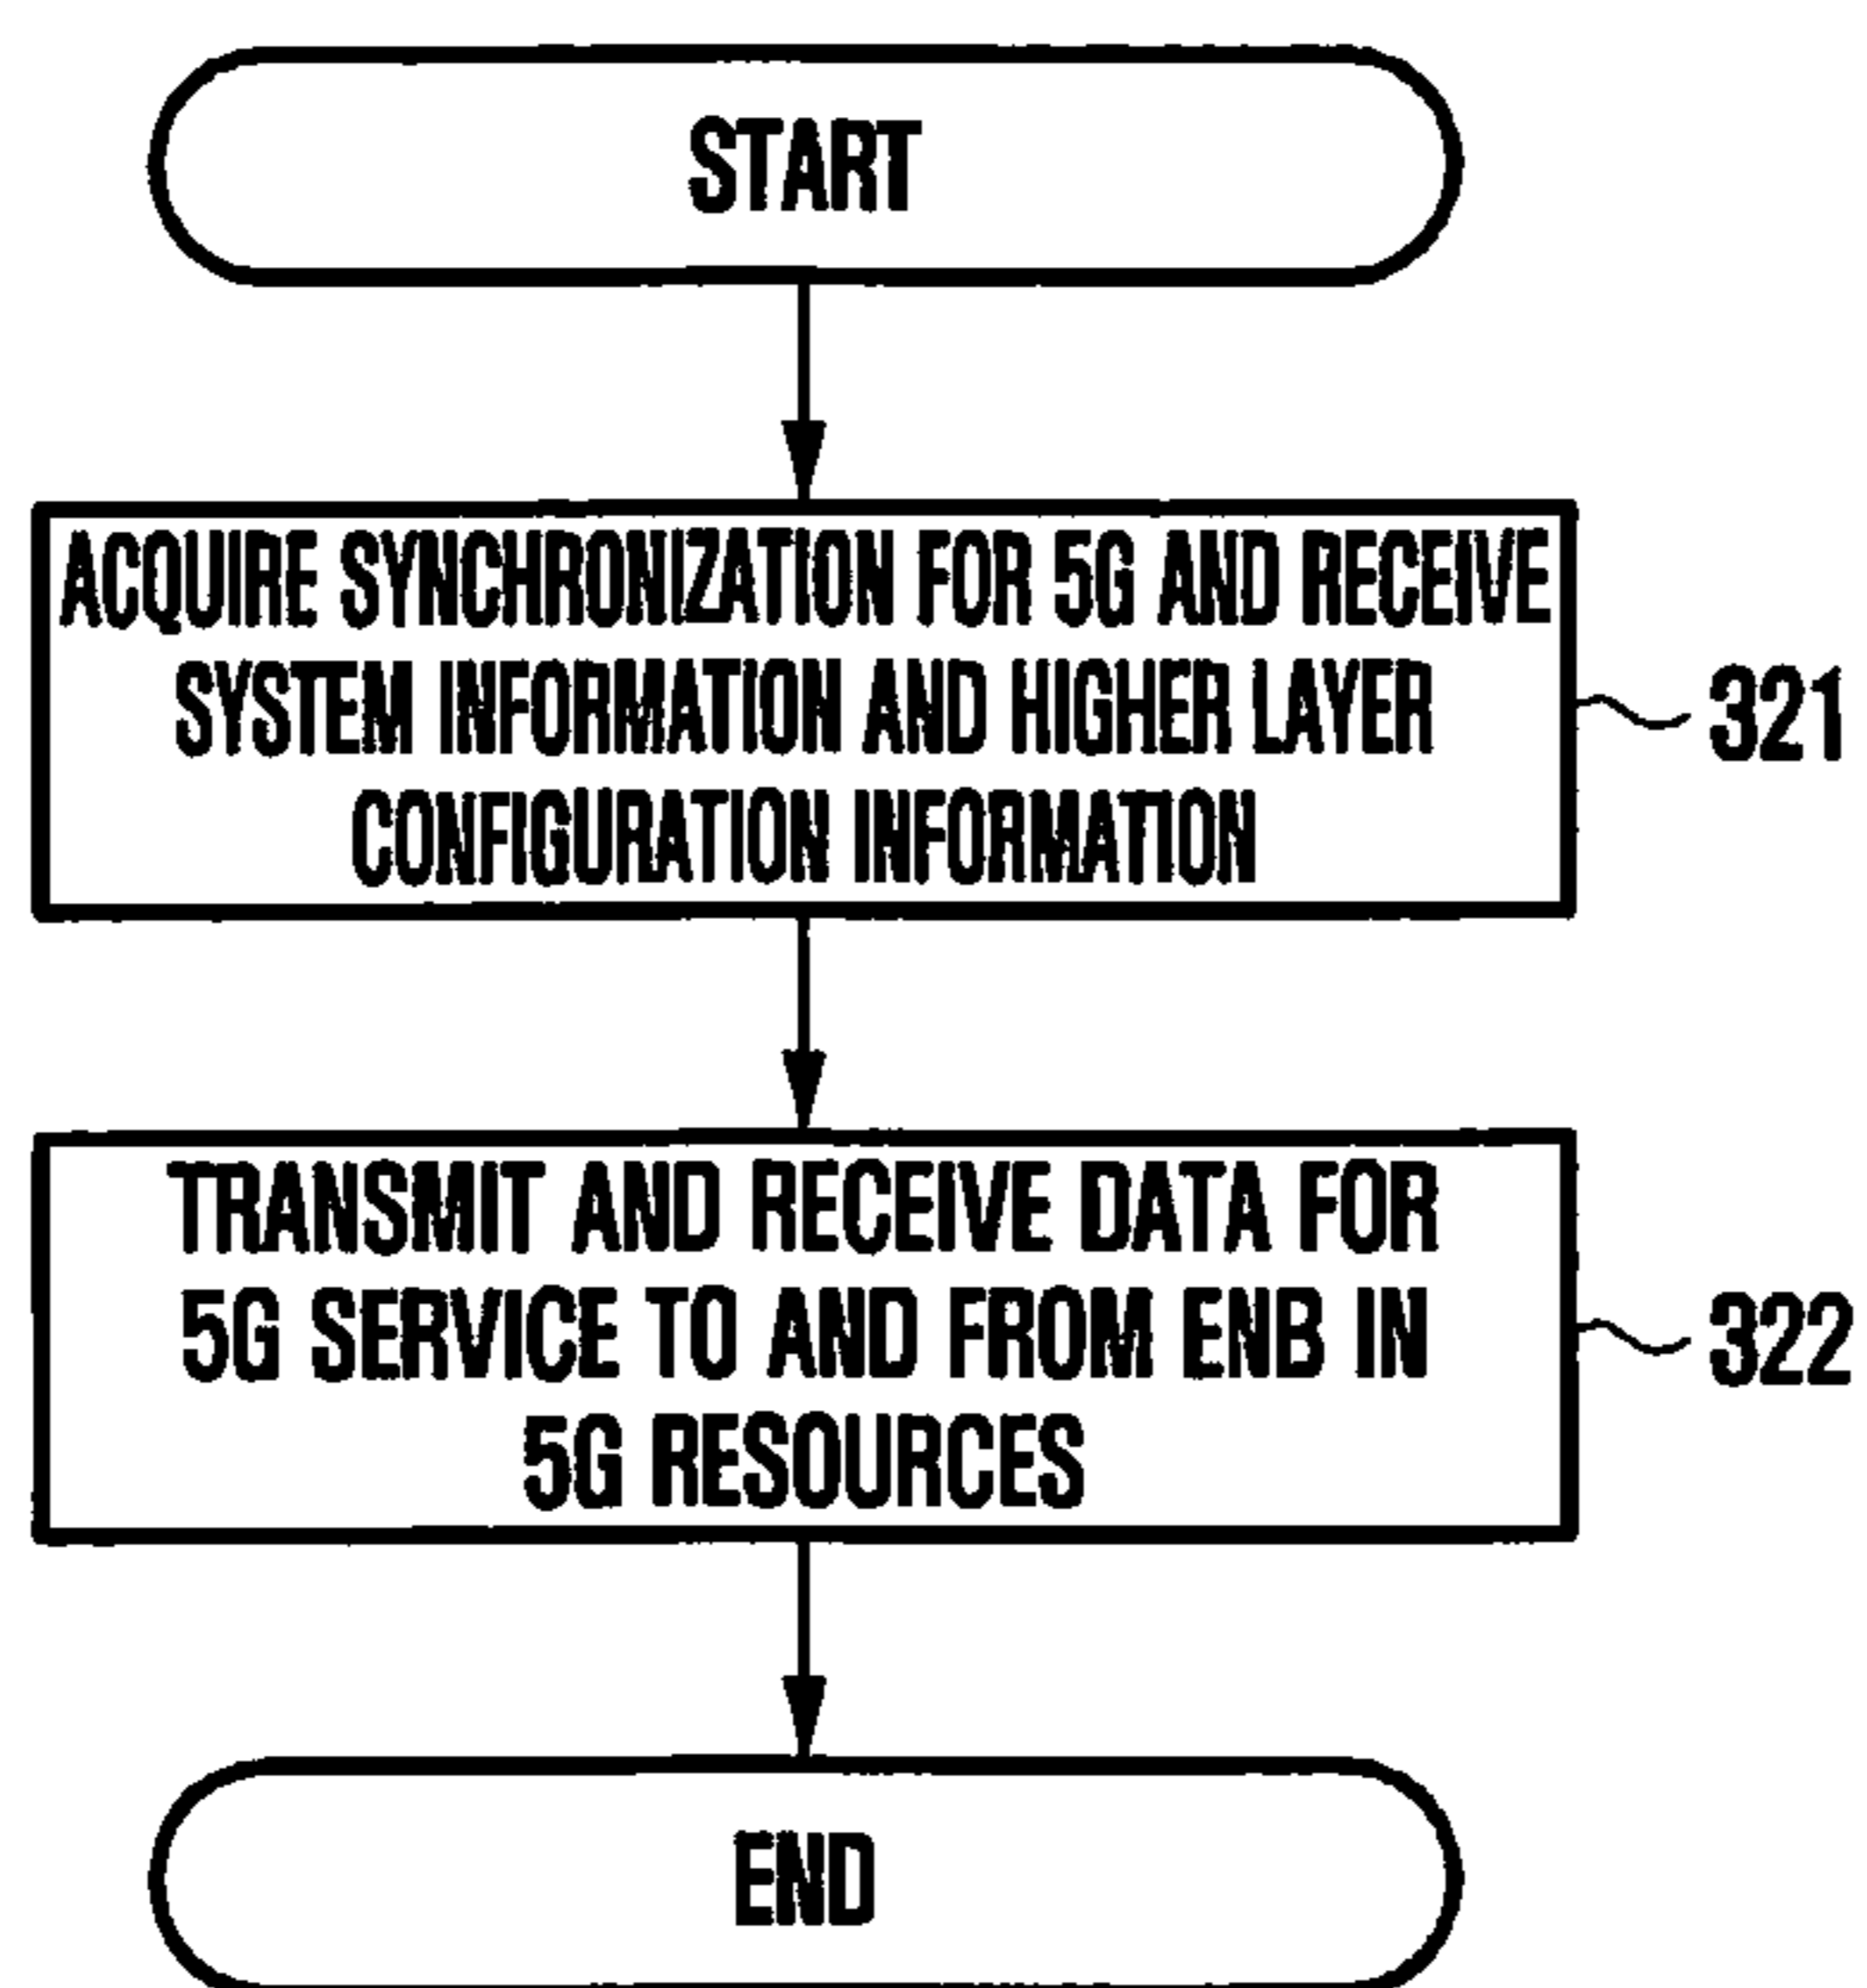 START
ACQUIRE SYNCHRONIZATION FOR 5G AND RECEIVE
SYSTEM INFORMATION AND HIGHER LAYER
CONFIGURATION INFORMATION
321
TRANSMIT AND RECEIVE DATA FOR
5G SERVICE TO AND FROM ENB IN
5G RESOURCES
322
END